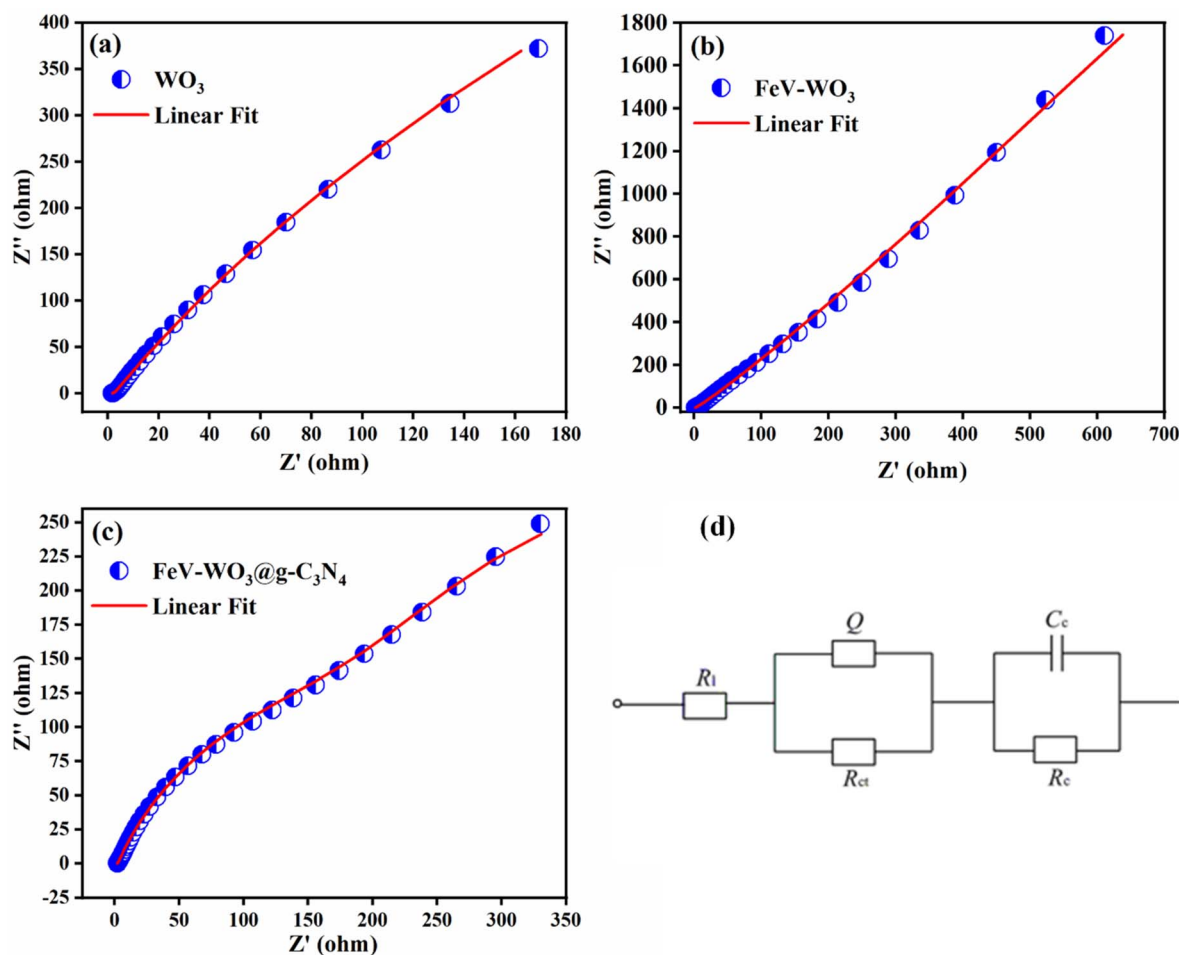 (a)
WO₃
Linear Fit
400
350
300
250
200
150
100
50
0
Z'' (ohm)
0 20 40 60 80 100 120 140 160 180
Z' (ohm)
(b)
FeV-WO₃
Linear Fit
1800
1600
1400
1200
1000
800
600
400
200
0
Z'' (ohm)
0 100 200 300 400 500 600 700
Z' (ohm)
(c)
FeV-WO₃@g-C₃N₄
Linear Fit
250
225
200
175
150
125
100
75
50
25
0
-25
Z'' (ohm)
0 50 100 150 200 250 300 350
Z' (ohm)
(d)
Q
Rct
Rl
Cc
Rc